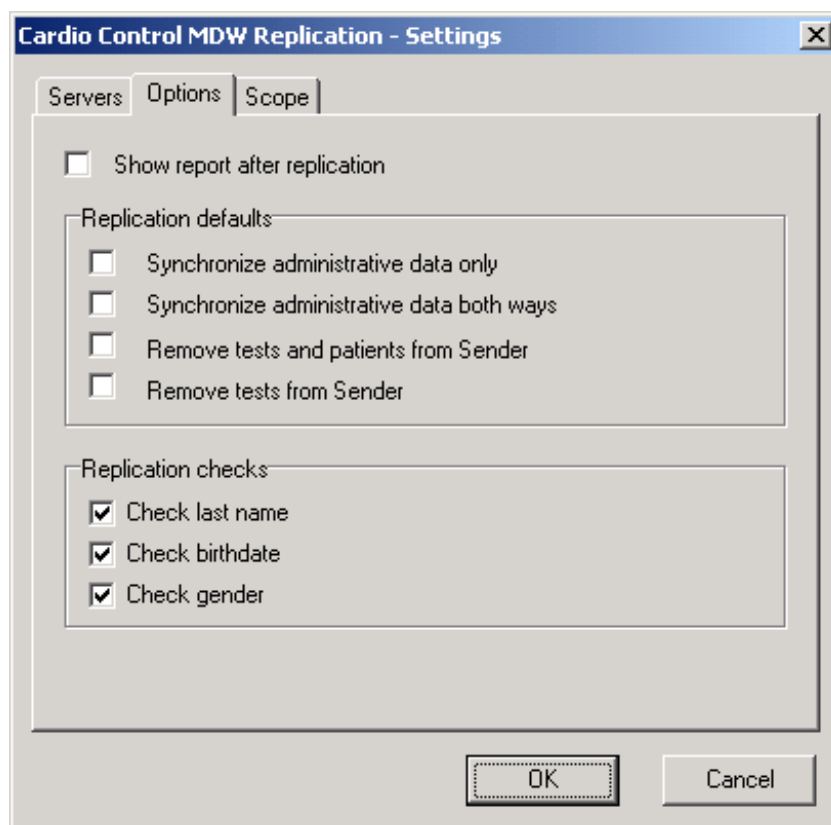 Cardio Control MDW Replication - Settings
Servers Options Scope
Show report after replication
Replication defaults
Synchronize administrative data only
Synchronize administrative data both ways
Remove tests and patients from Sender
Remove tests from Sender
Replication checks
Check last name
Check birthdate
Check gender
OK Cancel